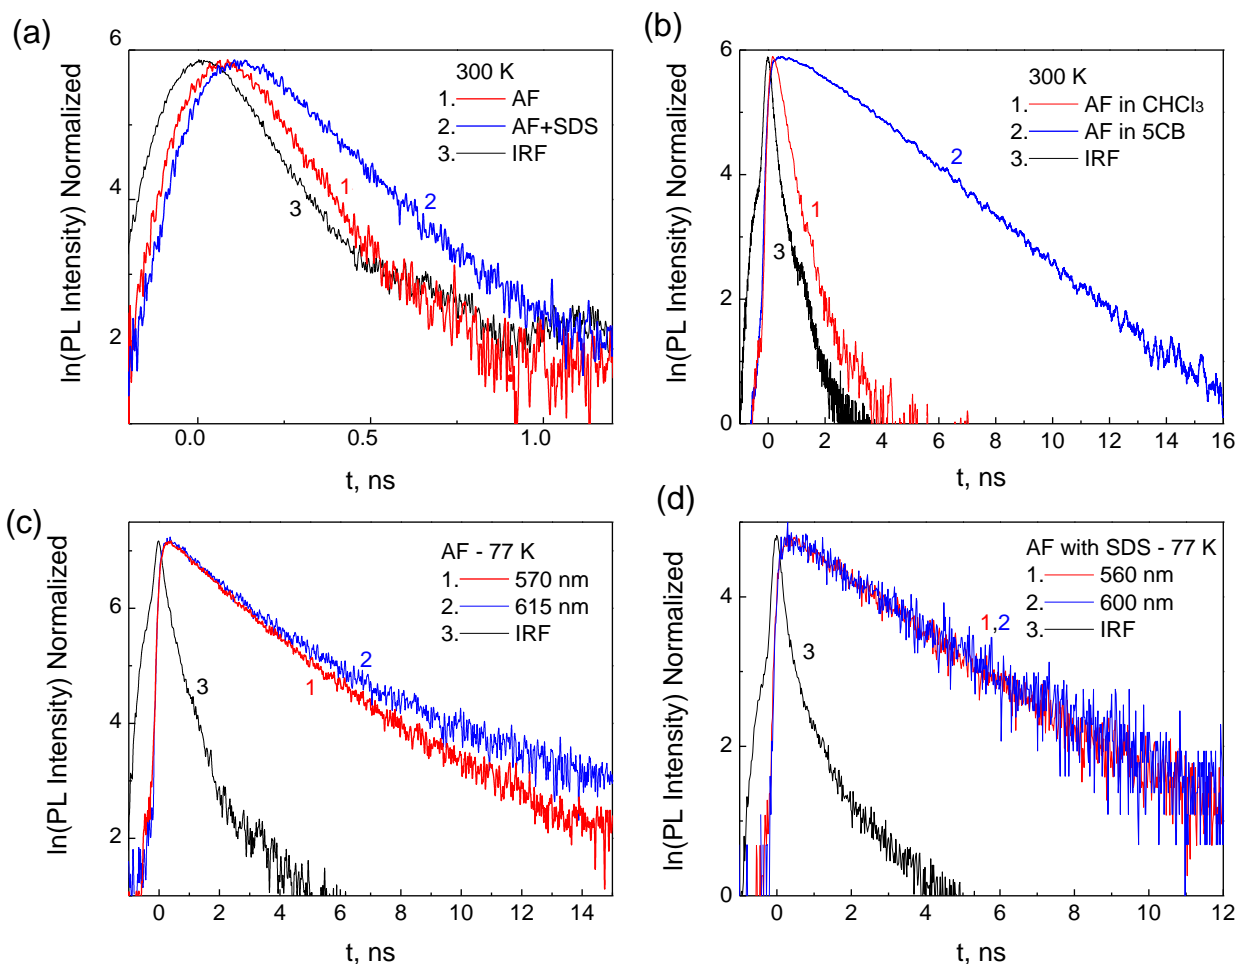 (a)
6
4
2
0.0
0.5
1.0
ln(PL Intensity) Normalized
t, ns
300 K
1. AF
2. AF+SDS
3. IRF
1
2
3
(b)
6
4
2
0
0
2
4
6
8
10
12
14
16
ln(PL Intensity) Normalized
t, ns
300 K
1. AF in CHCl3
2. AF in 5CB
3. IRF
2
1
3
(c)
6
4
2
0
2
4
6
8
10
12
14
ln(PL Intensity) Normalized
t, ns
AF - 77 K
1. 570 nm
2. 615 nm
3. IRF
2
1
3
(d)
4
2
0
0
2
4
6
8
10
12
ln(PL Intensity) Normalized
t, ns
AF with SDS - 77 K
1. 560 nm
2. 600 nm
3. IRF
1,2
3